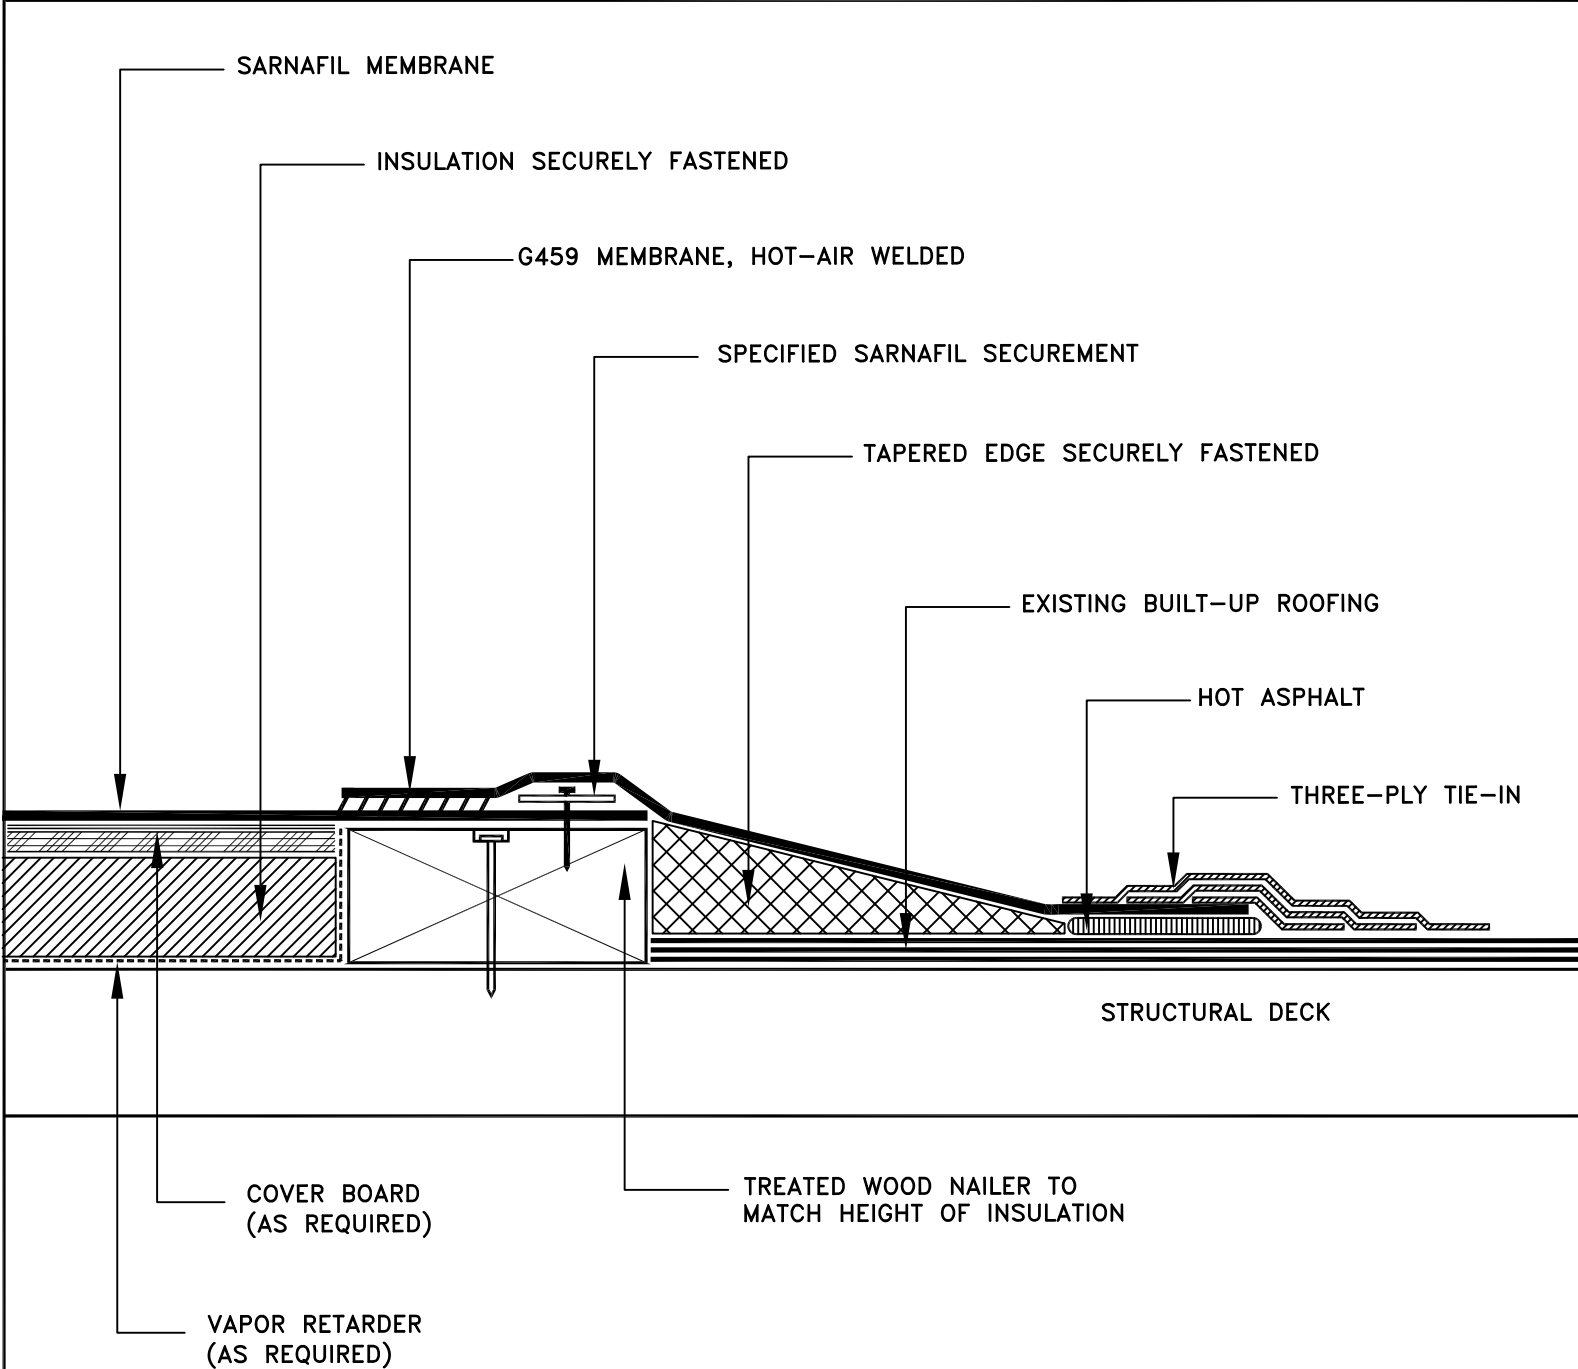 SARNAFIL MEMBRANE
INSULATION SECURELY FASTENED
G459 MEMBRANE, HOT-AIR WELDED
SPECIFIED SARNAFIL SECUREMENT
TAPERED EDGE SECURELY FASTENED
EXISTING BUILT-UP ROOFING
HOT ASPHALT
THREE-PLY TIE-IN
STRUCTURAL DECK
COVER BOARD
(AS REQUIRED)
TREATED WOOD NAILER TO
MATCH HEIGHT OF INSULATION
VAPOR RETARDER
(AS REQUIRED)